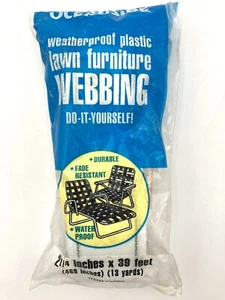 weatherproof plastic
lawn furniture
WEBBING
DO-IT-YOURSELF!
• DURABLE
• FADE
RESISTANT
• WATER
PROOF
inches x 39 feet
inches) (13 yards)